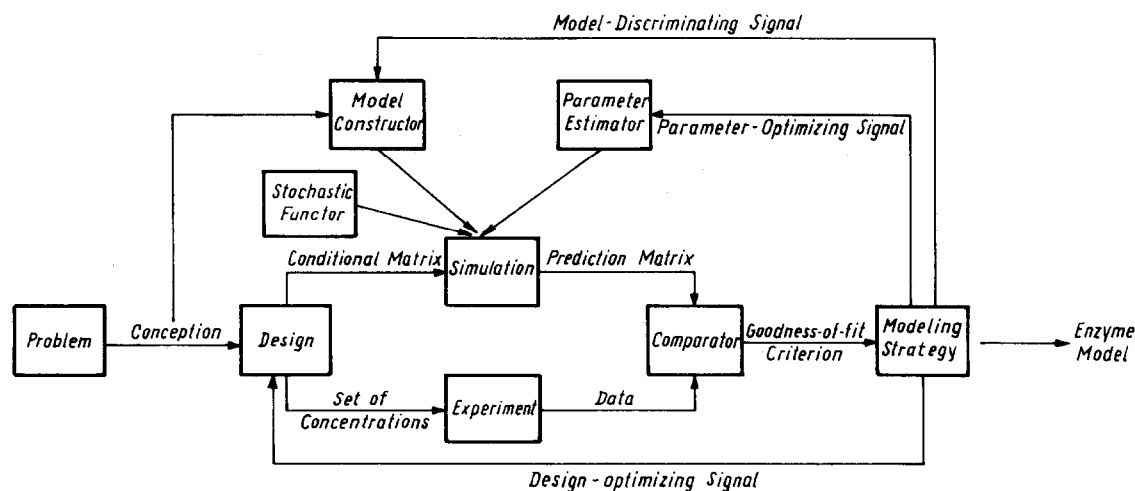 Model-Discriminating Signal
Model
Constructor
Parameter
Estimator
Parameter-Optimizing Signal
Stochastic
Functor
Conditional Matrix
Simulation
Prediction Matrix
Problem
Conception
Design
Comparator
Goodness-of-fit
Criterion
Modeling
Strategy
Enzyme
Model
Set of
Concentrations
Experiment
Data
Design-optimizing Signal